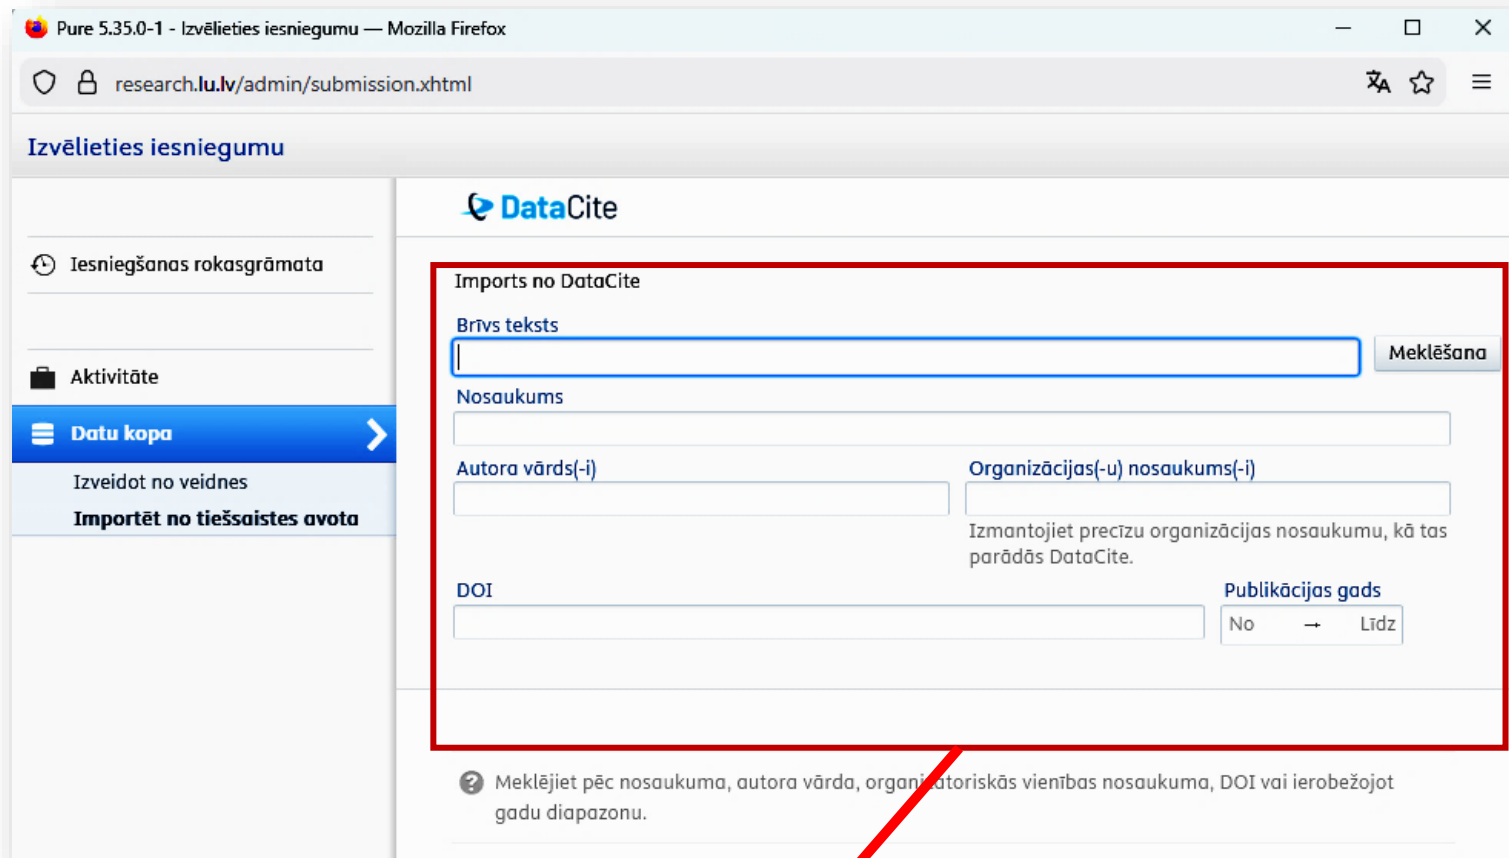 Pure 5.35.0-1 - Izvēlieties iesniegumu — Mozilla Firefox
research.lu.lv/admin/submission.xhtml
Izvēlieties iesniegumu
DataCite
Iesniegšanas rokasgrāmata
Aktivitāte
Datu kopa
Izveidot no veidnes
Importēt no tiešsaistes avota
Imports no DataCite
Brīvs teksts
Meklēšana
Nosaukums
Autora vārds(-i)
Organizācijas(-u) nosaukums(-i)
Izmantojiet precīzu organizācijas nosaukumu, kā tas
parādās DataCite.
DOI
Publikācijas gads
No → Līdz
Meklējiet pēc nosaukuma, autora vārda, organizatoriskās vienības nosaukuma, DOI vai ierobežojot
gadu diapazonu.